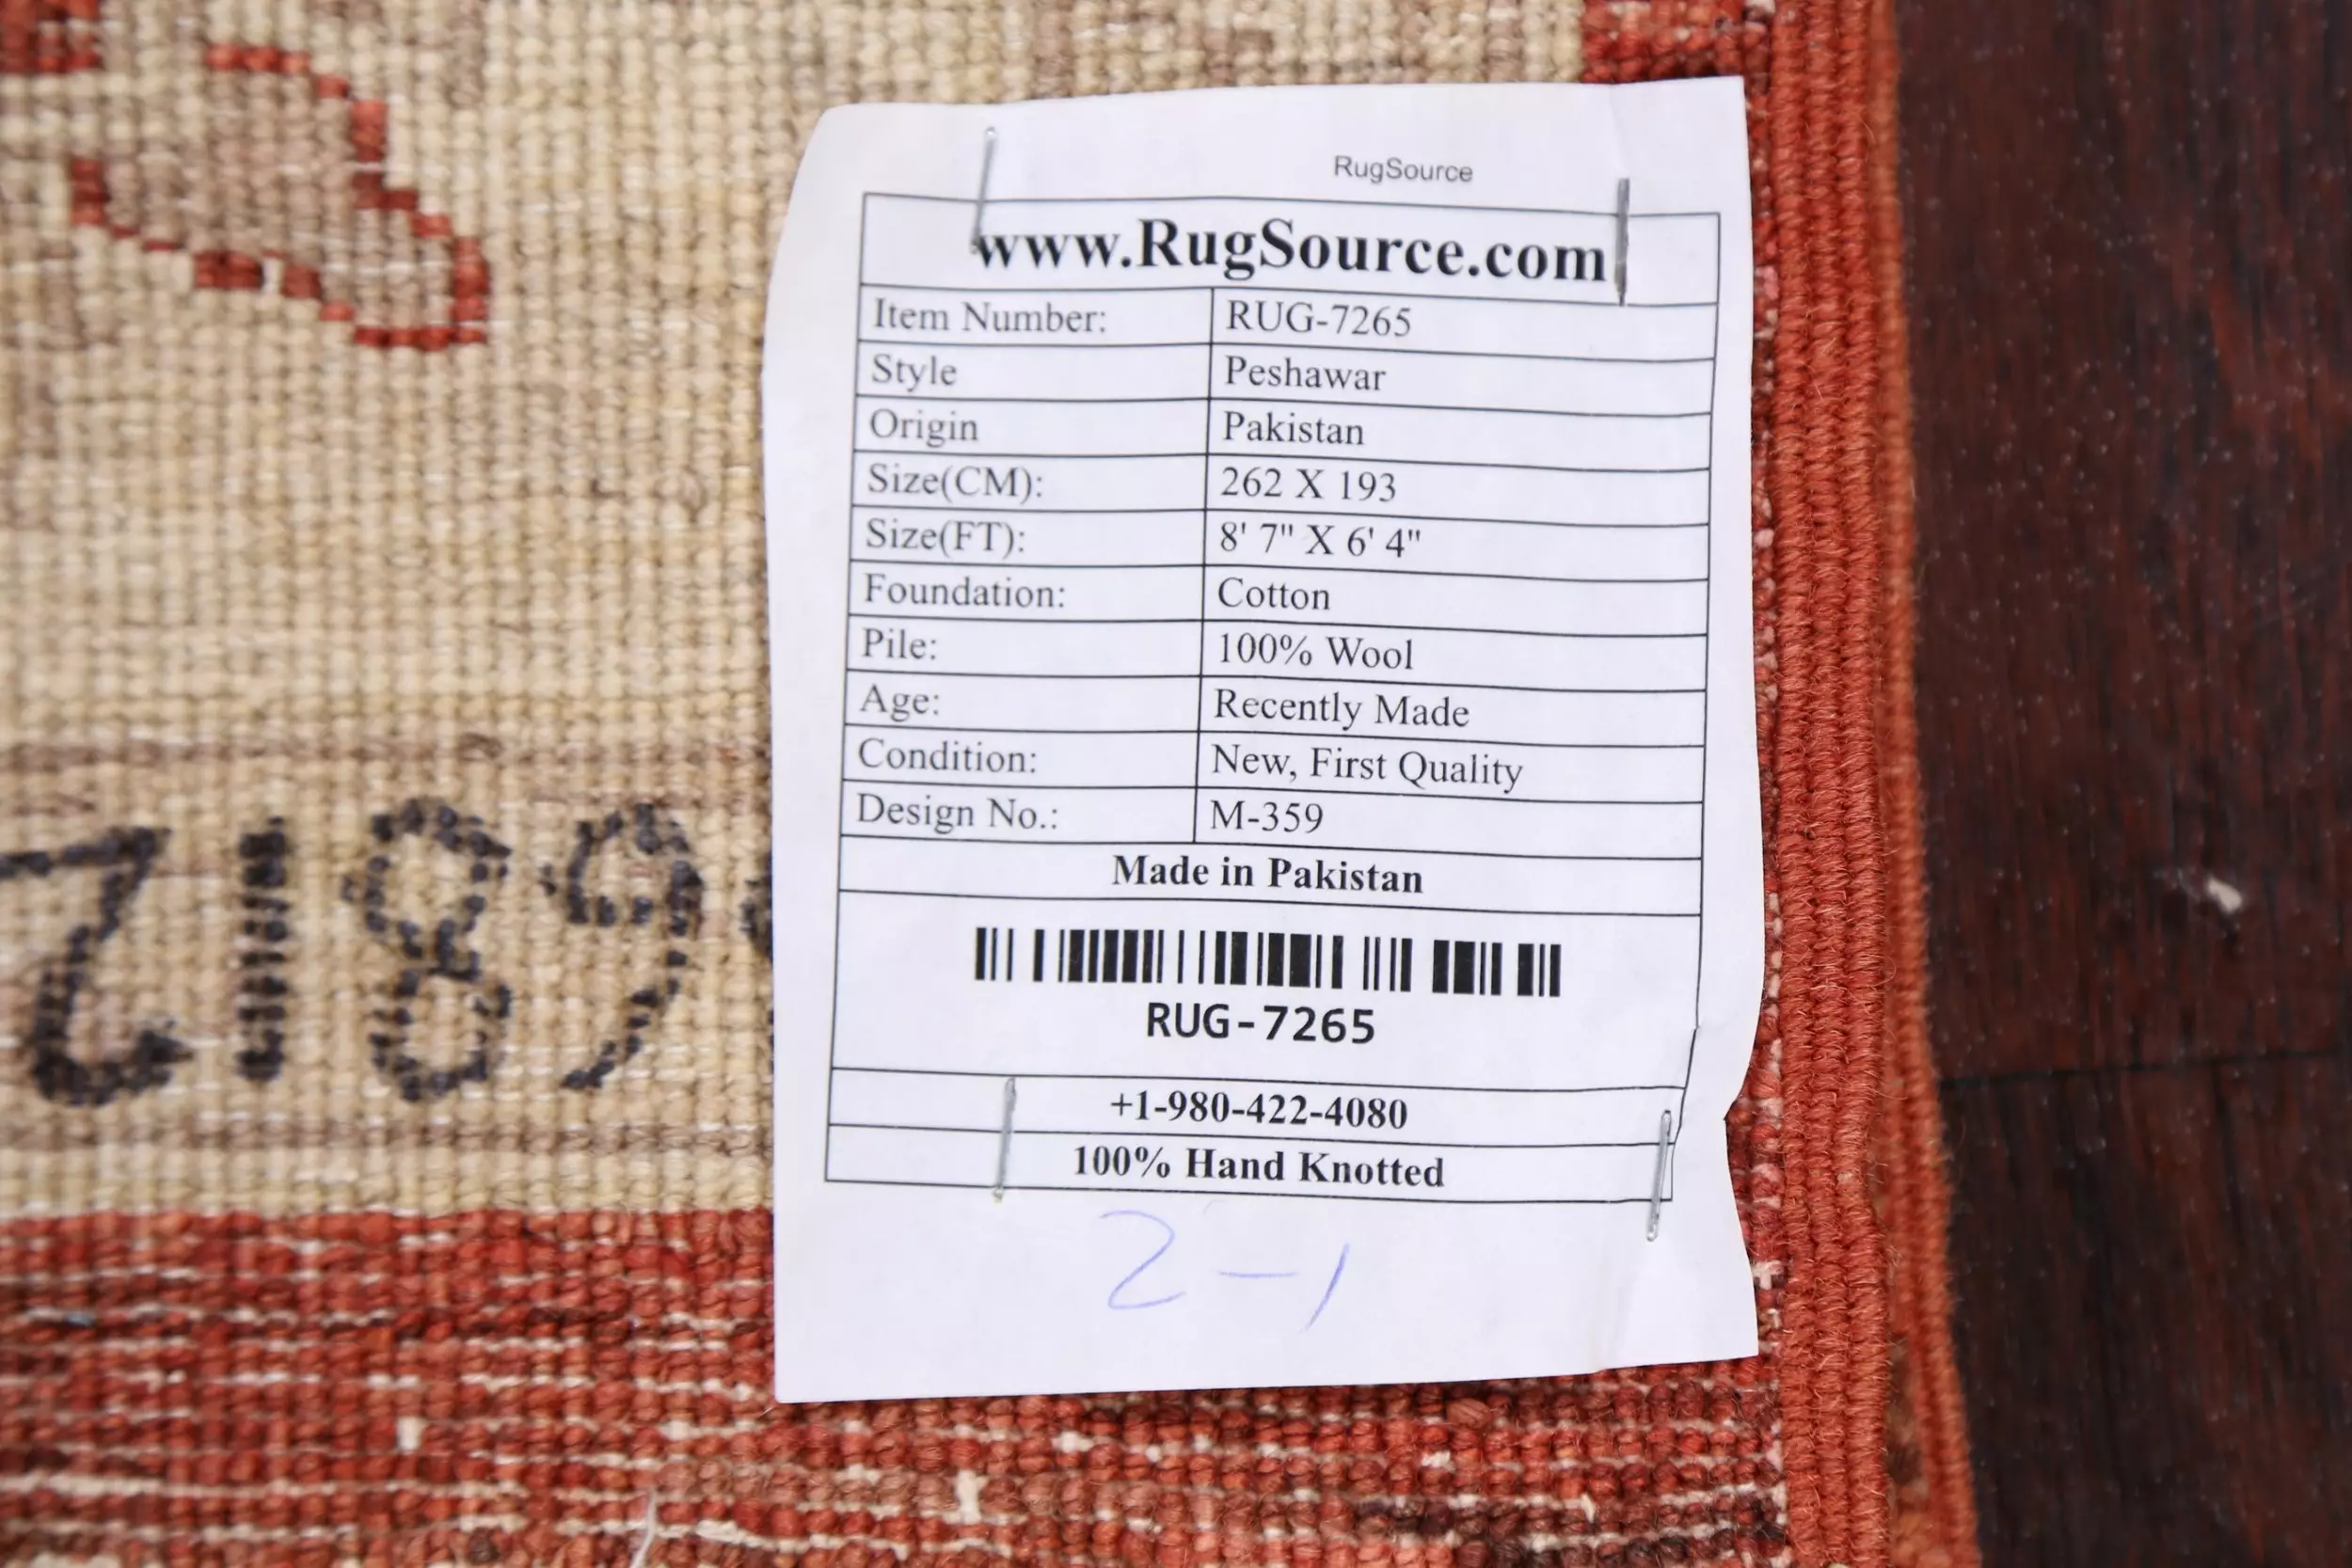 RugSource
www.RugSource.com
Item Number: RUG-7265
Style Peshawar
Origin Pakistan
Size(CM): 262 X 193
Size(FT): 8' 7" X 6' 4"
Foundation: Cotton
Pile: 100% Wool
Age: Recently Made
Condition: New, First Quality
Design No.: M-359
Made in Pakistan
RUG-7265
+1-980-422-4080
100% Hand Knotted
2-1